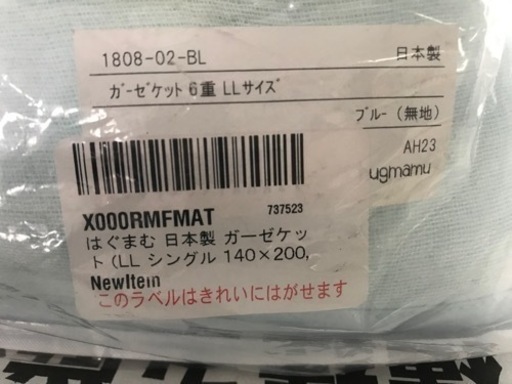 1808-02-BL 日本製
ガーゼケット 6重 LLサイズ
ブルー (無地)
AH23
ugmamu
X000RMFMAT 737523
はぐまむ 日本製 ガーゼケッ
ト (LL シングル 140×200,
NewItem
このラベルはきれいにはがせます